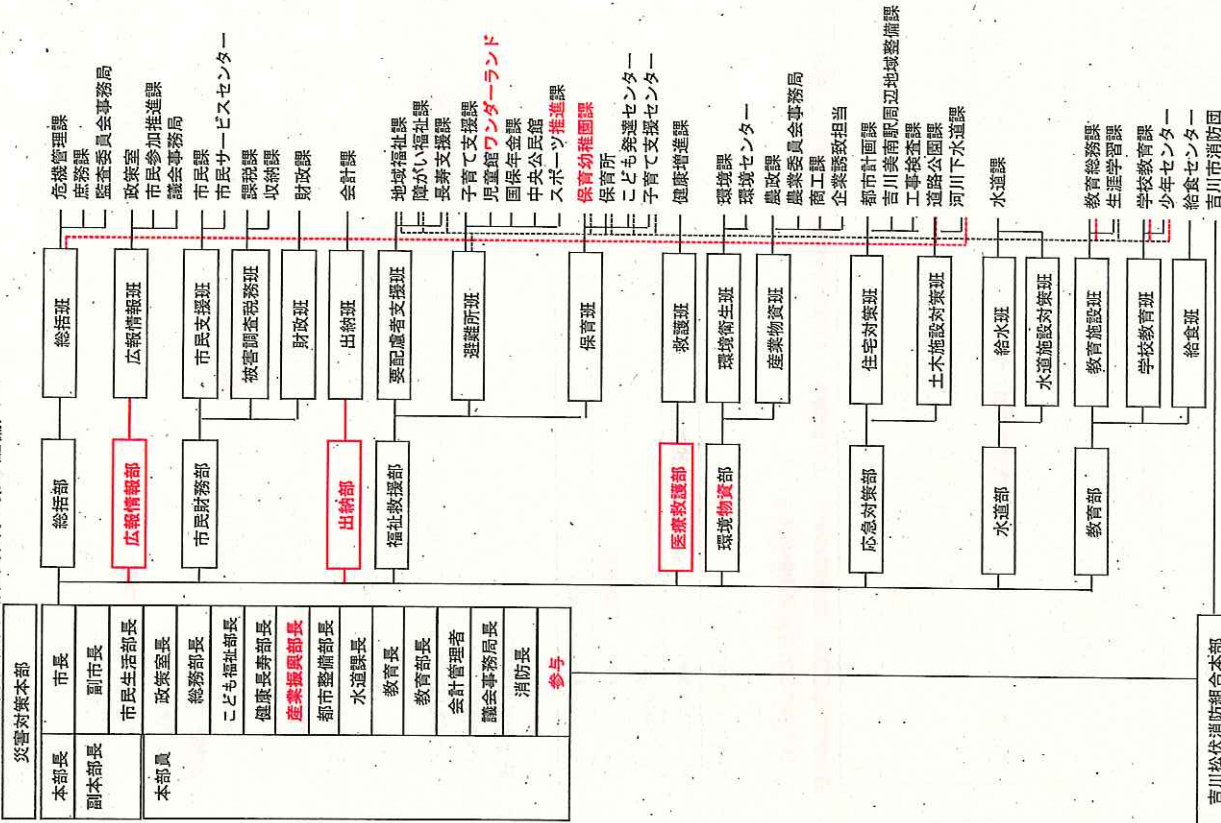 災害対策本部
本部長 市長
副本部長 副市長
市民生活部長
本部員 政策室長
総務部長
こども福祉部長
健康長寿部長
産業振興部長
都市整備部長
水道課長
教育長
教育部長
会計管理者
議会事務局長
消防長
参与
総括部
広報情報部
市民財務部
出納部
福祉救援部
医療救護部
環境物資部
応急対策部
水道部
教育部
総括班
広報情報班
市民支援班
被害調査税務班
財政班
出納班
要配慮者支援班
避難所班
保育班
救護班
環境衛生班
産業物資班
住宅対策班
土木施設対策班
給水班
水道施設対策班
教育施設班
学校教育班
給食班
危機管理課
庶務課
監査委員会事務局
政策室
市民参加推進課
議会事務局
市民課
市民サービスセンター
課税課
収納課
財政課
会計課
地域福祉課
障がい福祉課
長寿支援課
子育て支援課
児童館ワンダーランド
国保年金課
中央公民館
スポーツ推進課
保育幼稚園課
保育所
こども発達センター
子育て支援センター
健康増進課
環境課
環境センター
農政課
農業委員会事務局
商工課
企業誘致担当
都市計画課
吉川美南駅周辺地域整備課
工事検査課
道路公園課
河川下水道課
水道課
教育総務課
生涯学習課
学校教育課
少年センター
給食センター
吉川市消防団
吉川松伏消防組合本部